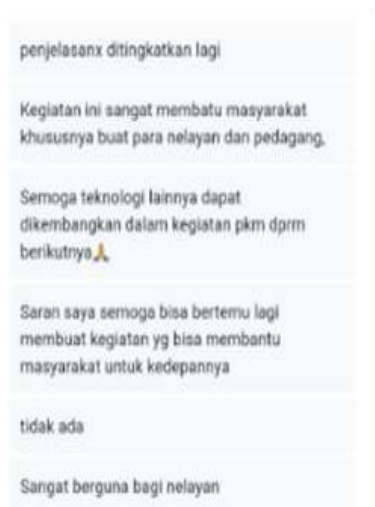 penjelasanx ditingkatkan lagi
Kegiatan ini sangat membatu masyarakat
khususnya buat para nelayan dan pedagang,
Semoga teknologi lainnya dapat
dikembangkan dalam kegiatan pkm dprm
berikutnya🙏
Saran saya semoga bisa bertemu lagi
membuat kegiatan yg bisa membantu
masyarakat untuk kedepannya
tidak ada
Sangat berguna bagi nelayan